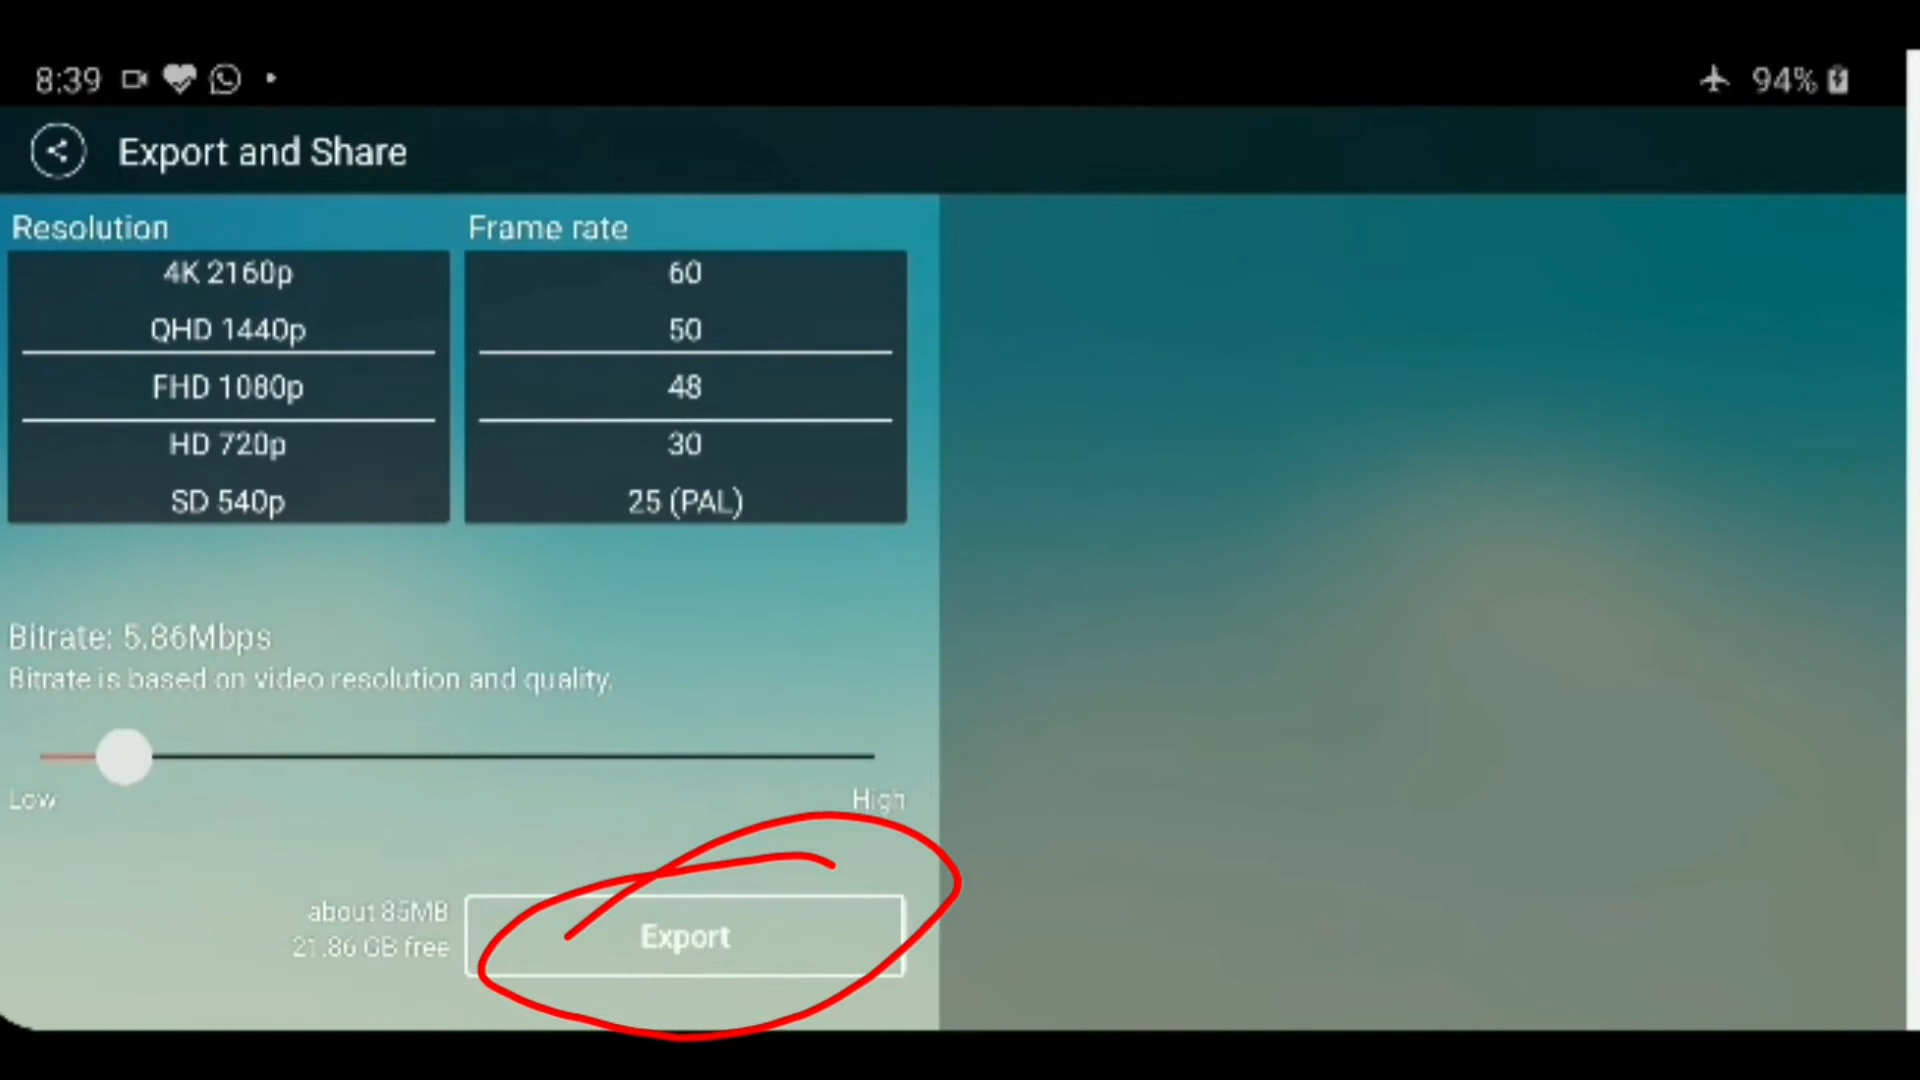 8:39
94%
Export and Share
Resolution
Frame rate
4K 2160p
QHD 1440p
FHD 1080p
HD 720p
SD 540p
60
50
48
30
25 (PAL)
Bitrate: 5.86Mbps
Bitrate is based on video resolution and quality.
Low
High
about 85MB
21.86 GB free
Export